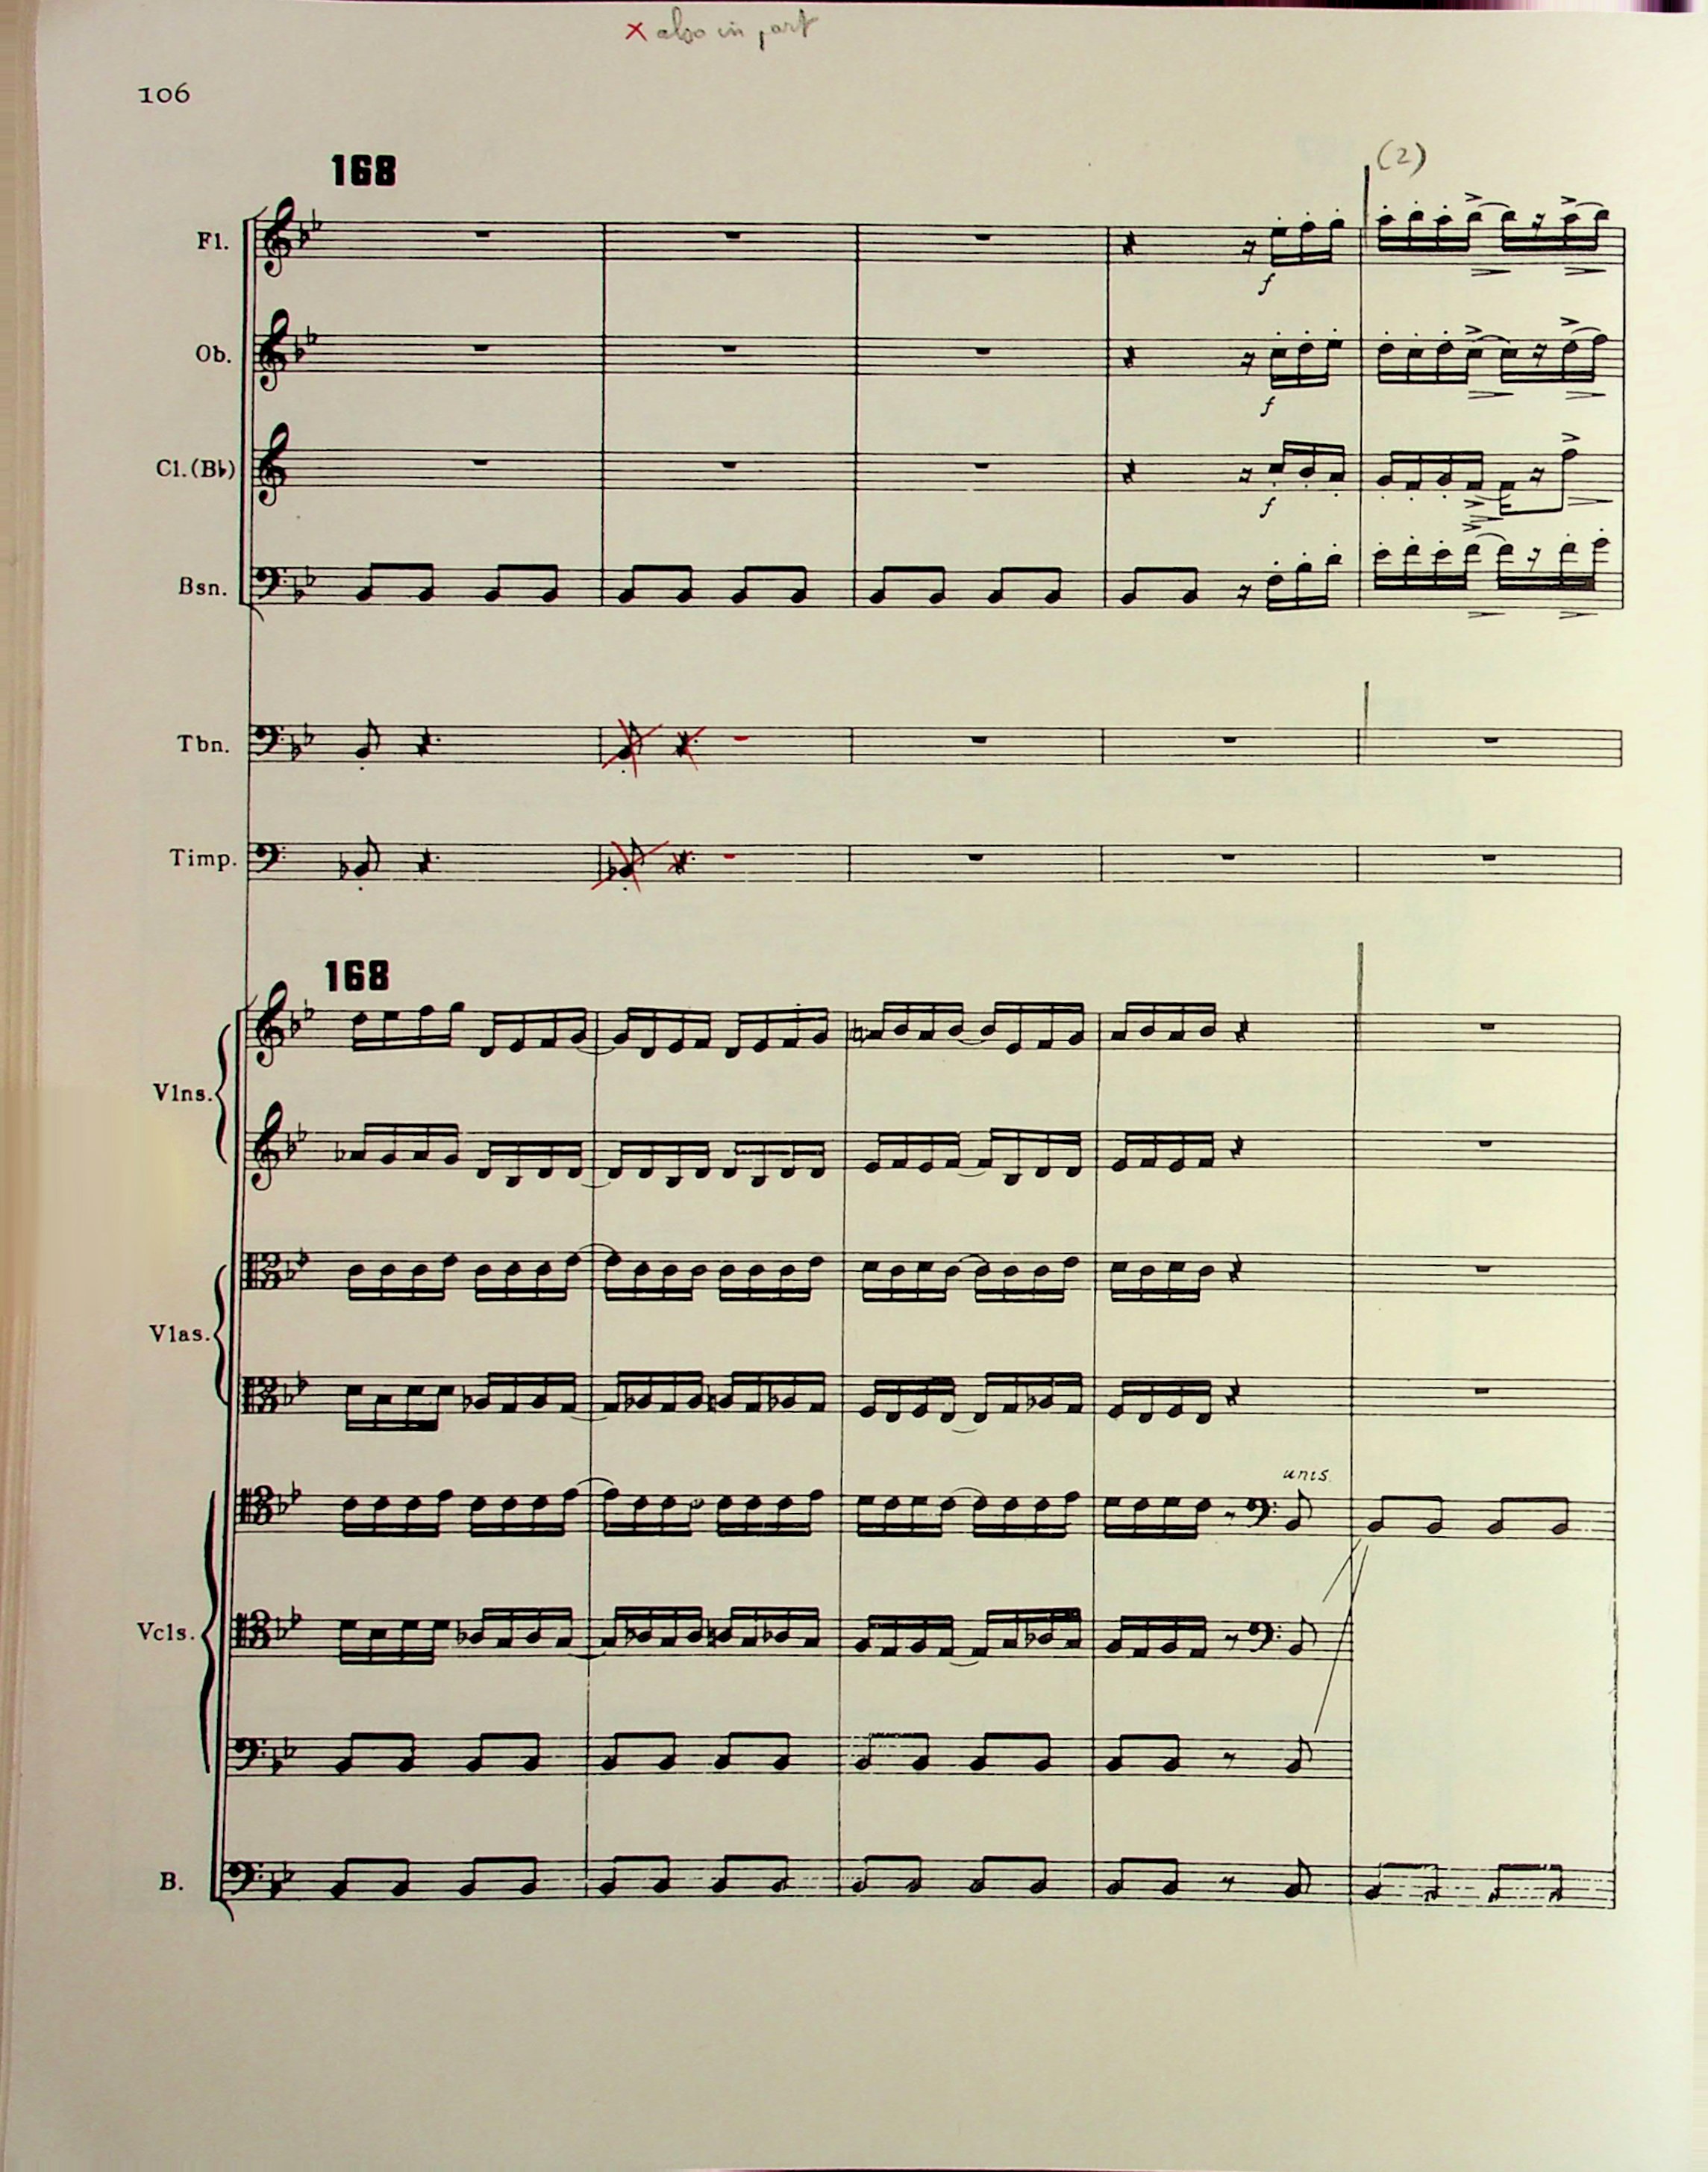 x also in part
106
168
(2)
Fl.
f
Ob.
f
Cl.(B♭)
f
Bsn.
Tbn.
Timp.
168
Vlns.
Vlas.
unis.
Vcls.
B.